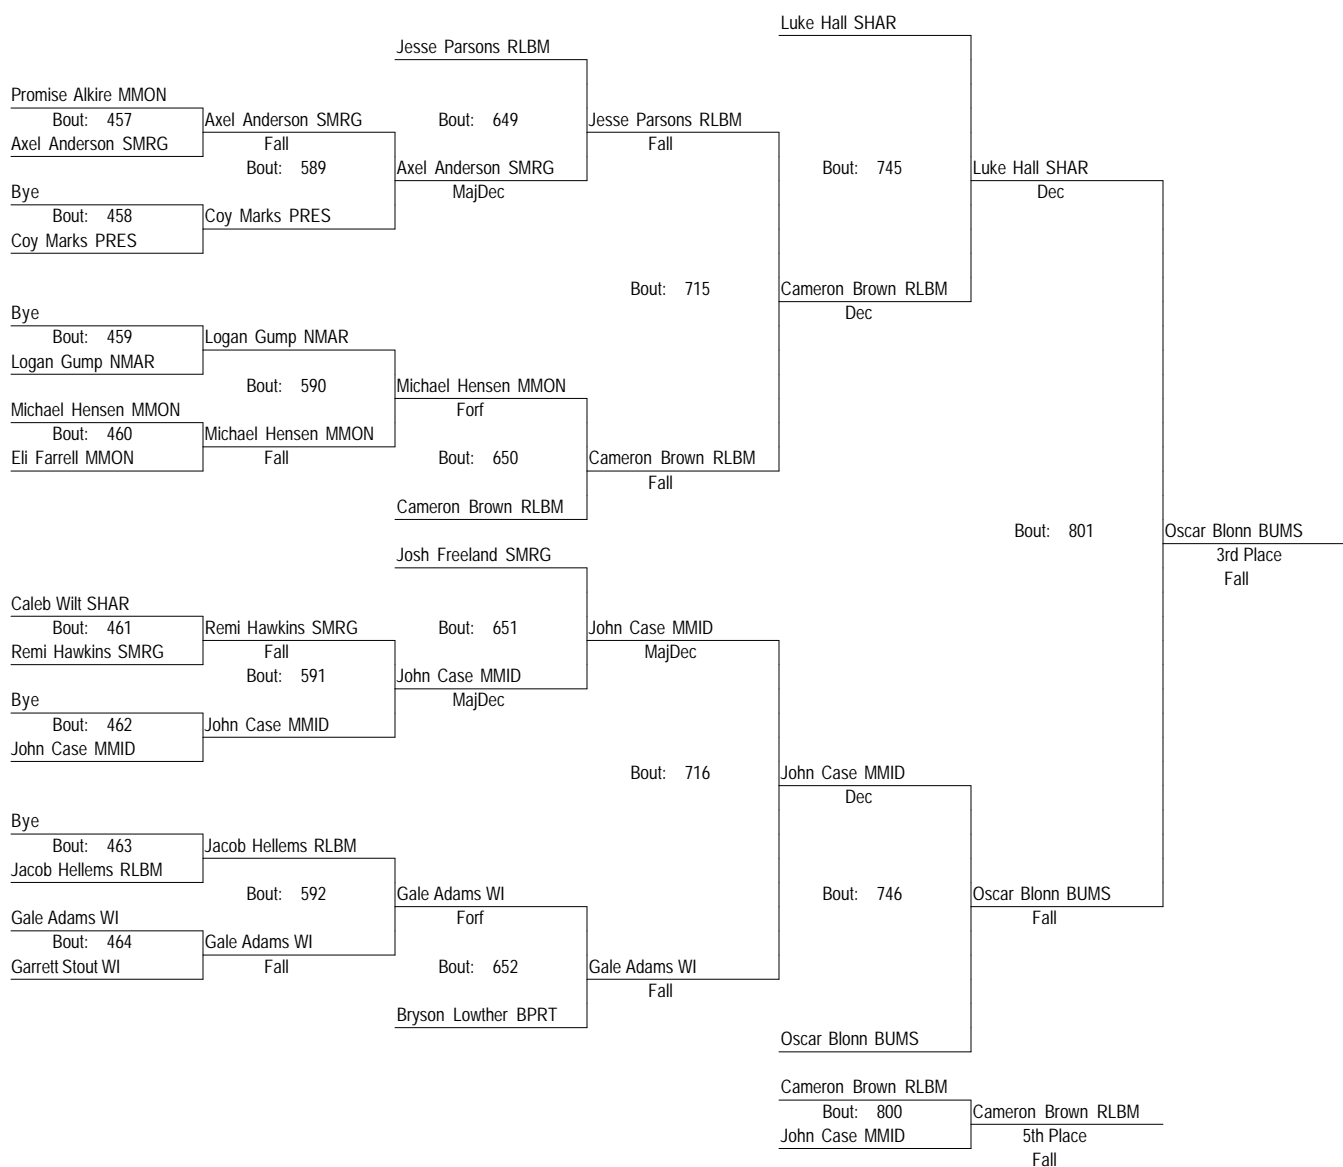 Luke Hall SHAR
Jesse Parsons RLBM
Promise Alkire MMON
Bout: 457
Axel Anderson SMRG
Axel Anderson SMRG
Fall
Bout: 649
Jesse Parsons RLBM
Fall
Bout: 589
Axel Anderson SMRG
MajDec
Bout: 745
Luke Hall SHAR
Dec
Bye
Bout: 458
Coy Marks PRES
Coy Marks PRES
Bout: 715
Cameron Brown RLBM
Dec
Bye
Bout: 459
Logan Gump NMAR
Logan Gump NMAR
Bout: 590
Michael Hensen MMON
Forf
Michael Hensen MMON
Bout: 460
Eli Farrell MMON
Michael Hensen MMON
Fall
Bout: 650
Cameron Brown RLBM
Fall
Cameron Brown RLBM
Bout: 801
Oscar Blonn BUMS
3rd Place
Fall
Josh Freeland SMRG
Caleb Wilt SHAR
Bout: 461
Remi Hawkins SMRG
Remi Hawkins SMRG
Fall
Bout: 651
John Case MMID
MajDec
Bout: 591
John Case MMID
MajDec
Bye
Bout: 462
John Case MMID
John Case MMID
Bout: 716
John Case MMID
Dec
Bye
Bout: 463
Jacob Hellems RLBM
Jacob Hellems RLBM
Bout: 592
Gale Adams WI
Forf
Bout: 746
Oscar Blonn BUMS
Fall
Gale Adams WI
Bout: 464
Garrett Stout WI
Gale Adams WI
Fall
Bout: 652
Gale Adams WI
Fall
Bryson Lowther BPRT
Oscar Blonn BUMS
Cameron Brown RLBM
Bout: 800
John Case MMID
Cameron Brown RLBM
5th Place
Fall